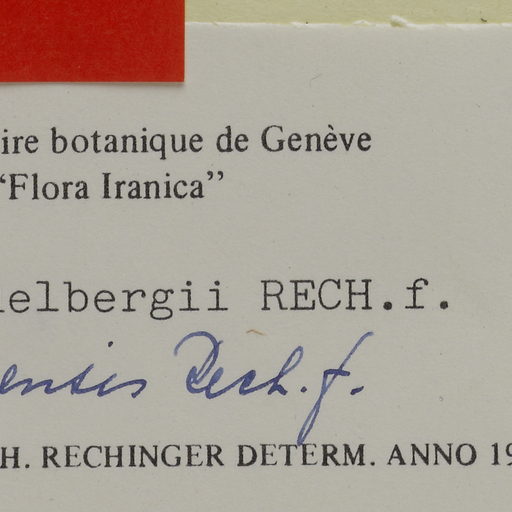 ire botanique de Genève
“Flora Iranica”
elbergii RECH.f.
ensis Rech.f.
H. RECHINGER DETERM. ANNO 19